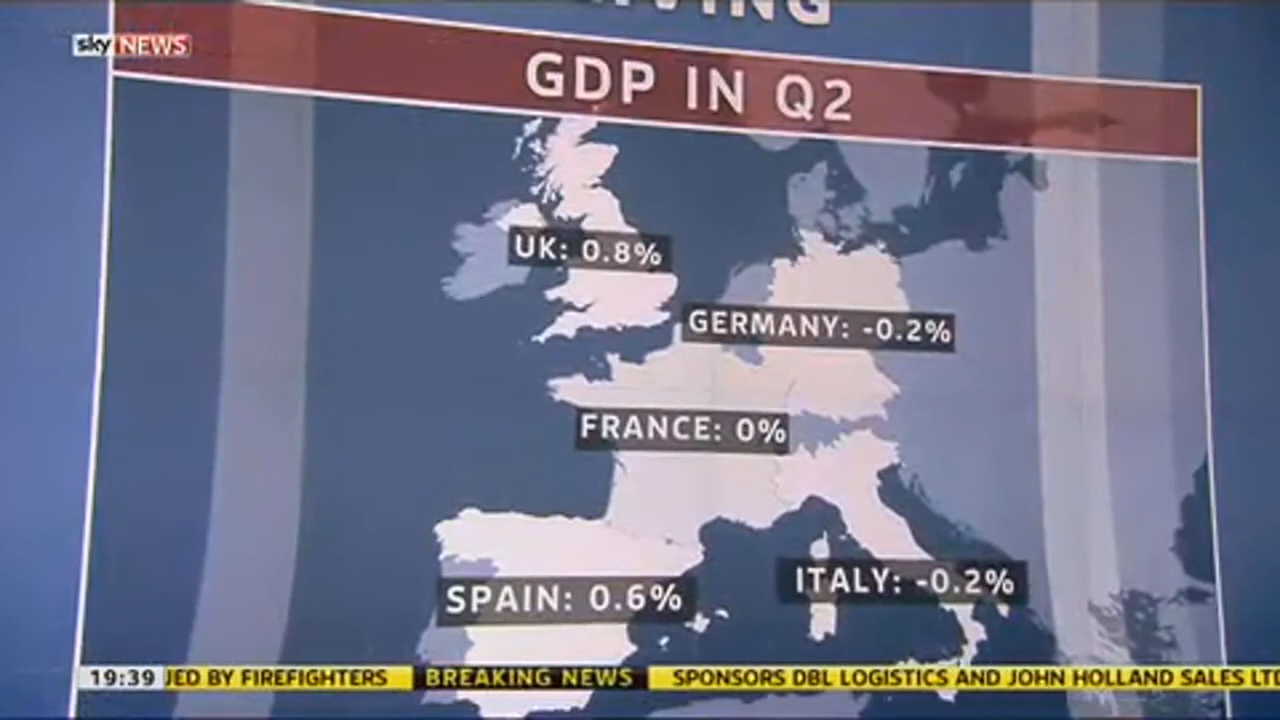 sky NEWS
GDP IN Q2
UK: 0.8%
GERMANY: -0.2%
FRANCE: 0%
SPAIN: 0.6%
ITALY: -0.2%
19:39 BY FIREFIGHTERS BREAKING NEWS SPONSORS DBL LOGISTICS AND JOHN HOLLAND SALES LTD